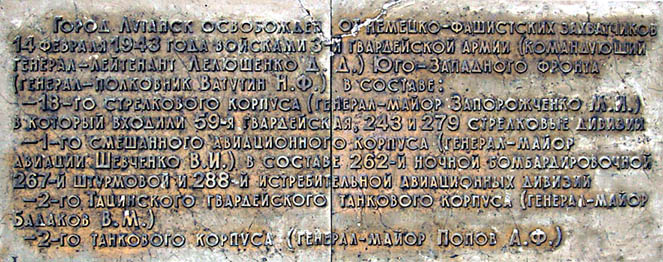 Город Луганск освобожден от немецко-фашистских захватчиков
14 февраля 1943 года войсками 3-й гвардейской армии (командующий
генерал-лейтенант Лелюшенко Д.Д.) Юго-Западного фронта
(генерал-полковник Ватутин Н.Ф.) в составе:
–18-го стрелкового корпуса (генерал-майор Запорожченко М.И.)
в который входили 59-я гвардейская, 243 и 279 стрелковые дивизии
–1-го смешанного авиационного корпуса (генерал-майор
авиации Шевченко В.И.) в составе 262-й ночной бомбардировочной
267-й штурмовой и 288-й истребительной авиационных дивизий
–2-го Тацинского гвардейского танкового корпуса (генерал-майор
Бадаков В.М.)
–2-го танкового корпуса (генерал-майор Попов А.Ф.)